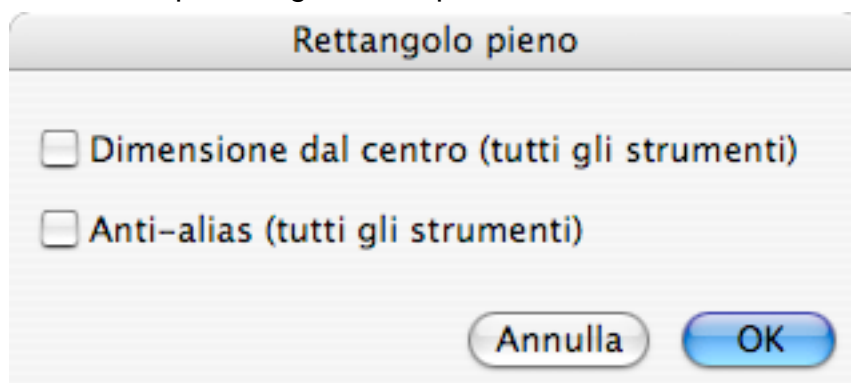 Rettangolo pieno
Dimensione dal centro (tutti gli strumenti)
Anti-alias (tutti gli strumenti)
Annulla OK